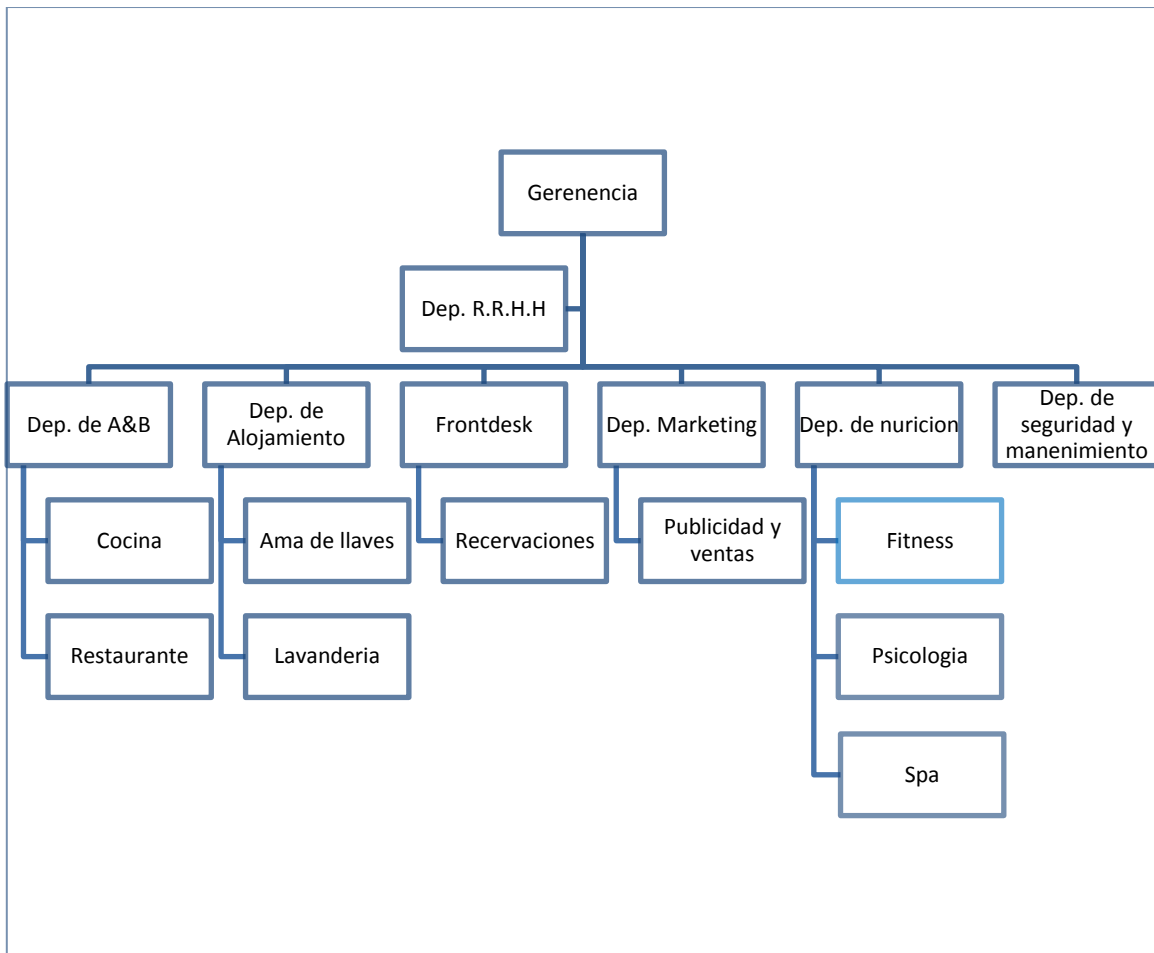 Gerenencia
Dep. R.R.H.H
Dep. de A&B
Dep. de
Alojamiento
Frontdesk
Dep. Marketing
Dep. de nuricion
Dep. de
seguridad y
manenimiento
Cocina
Ama de llaves
Recervaciones
Publicidad y
ventas
Fitness
Restaurante
Lavanderia
Psicologia
Spa